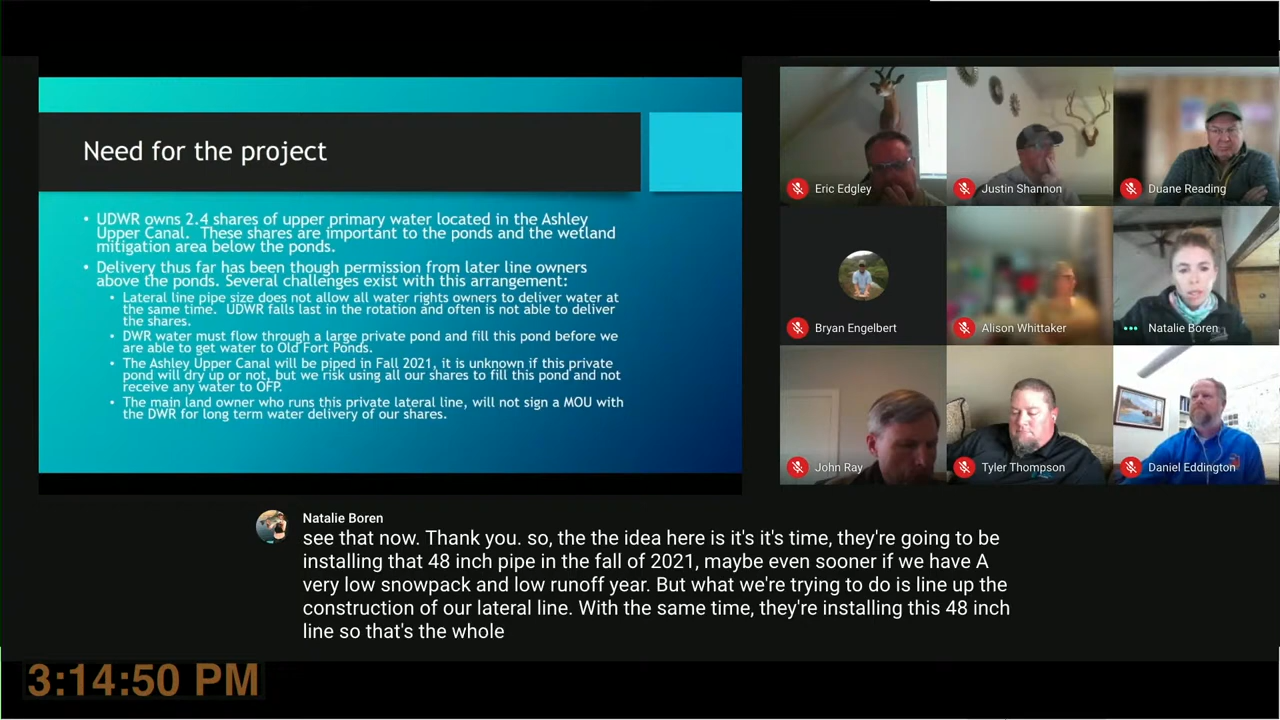 Need for the project
• UDWR owns 2.4 shares of upper primary water located in the Ashley
Upper Canal. These shares are important to the ponds and the wetland
mitigation area below the ponds.
• Delivery thus far has been though permission from later line owners
above the ponds. Several challenges exist with this arrangement:
• Lateral line pipe size does not allow all water rights owners to deliver water at
the same time. UDWR falls last in the rotation and often is not able to deliver
the shares.
• DWR water must flow through a large private pond and fill this pond before we
are able to get water to Old Fort Ponds.
• The Ashley Upper Canal will be piped in Fall 2021, it is unknown if this private
pond will dry up or not, but we risk using all our shares to fill this pond and not
receive any water to OFP.
• The main land owner who runs this private lateral line, will not sign a MOU with
the DWR for long term water delivery of our shares.
Eric Edgley
Justin Shannon
Duane Reading
Bryan Engelbert
Alison Whittaker
Natalie Boren
John Ray
Tyler Thompson
Daniel Eddington
Natalie Boren
see that now. Thank you. so, the the idea here is it's it's time, they're going to be
installing that 48 inch pipe in the fall of 2021, maybe even sooner if we have A
very low snowpack and low runoff year. But what we're trying to do is line up the
construction of our lateral line. With the same time, they're installing this 48 inch
line so that's the whole
3:14:50 PM